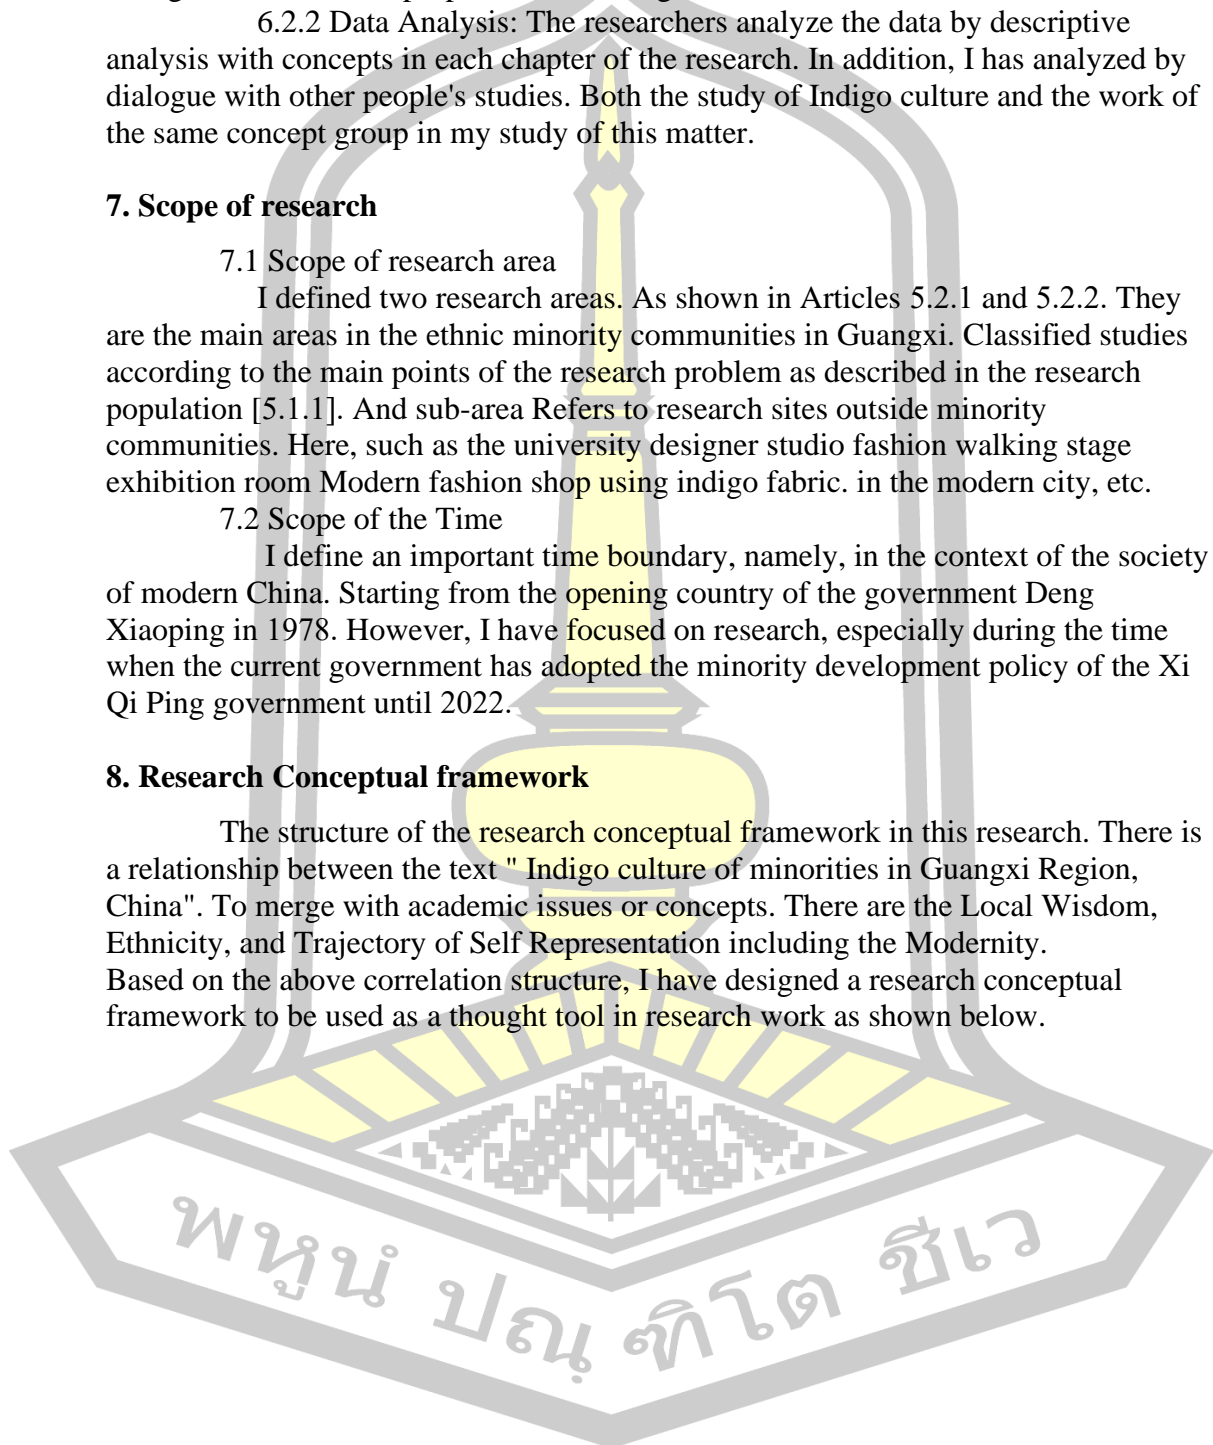 6.2.2 Data Analysis: The researchers analyze the data by descriptive
analysis with concepts in each chapter of the research. In addition, I has analyzed by
dialogue with other people's studies. Both the study of Indigo culture and the work of
the same concept group in my study of this matter.
7. Scope of research
7.1 Scope of research area
I defined two research areas. As shown in Articles 5.2.1 and 5.2.2. They
are the main areas in the ethnic minority communities in Guangxi. Classified studies
according to the main points of the research problem as described in the research
population [5.1.1]. And sub-area Refers to research sites outside minority
communities. Here, such as the university designer studio fashion walking stage
exhibition room Modern fashion shop using indigo fabric. in the modern city, etc.
7.2 Scope of the Time
I define an important time boundary, namely, in the context of the society
of modern China. Starting from the opening country of the government Deng
Xiaoping in 1978. However, I have focused on research, especially during the time
when the current government has adopted the minority development policy of the Xi
Qi Ping government until 2022.
8. Research Conceptual framework
The structure of the research conceptual framework in this research. There is
a relationship between the text " Indigo culture of minorities in Guangxi Region,
China". To merge with academic issues or concepts. There are the Local Wisdom,
Ethnicity, and Trajectory of Self Representation including the Modernity.
Based on the above correlation structure, I have designed a research conceptual
framework to be used as a thought tool in research work as shown below.
พหูนํ ปณฺฑิโต ชีเว